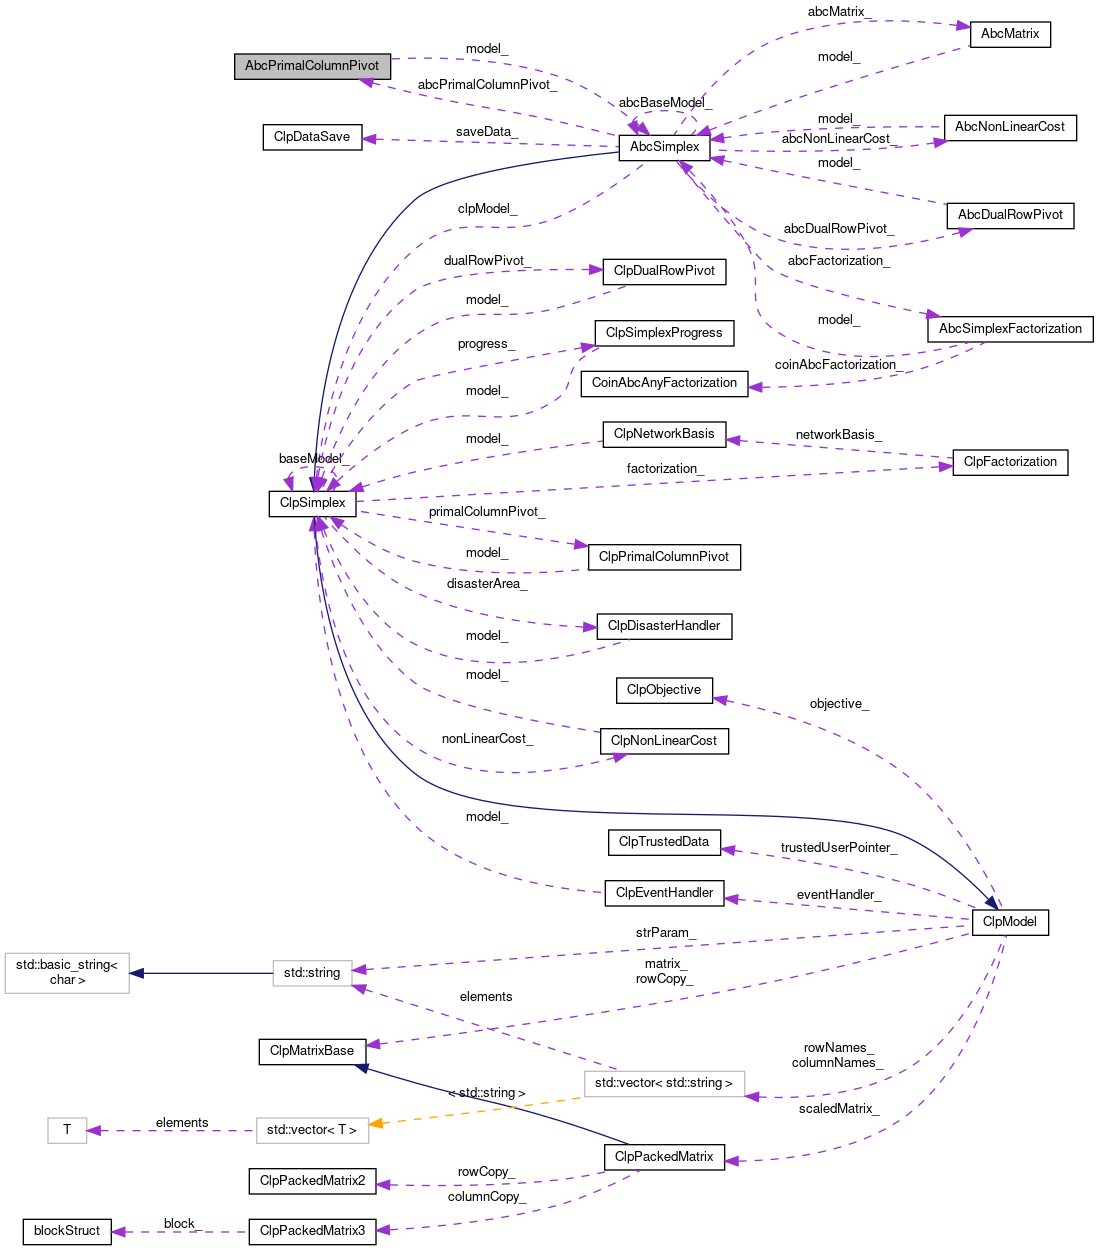 abcMatrix_
AbcMatrix
model_
AbcPrimalColumnPivot
model_
abcPrimalColumnPivot_
abcBaseModel_
model_
AbcNonLinearCost
ClpDataSave
saveData_
AbcSimplex
abcNonLinearCost_
model_
clpModel_
AbcDualRowPivot
abcDualRowPivot_
dualRowPivot_
ClpDualRowPivot
abcFactorization_
model_
model_
AbcSimplexFactorization
progress_
ClpSimplexProgress
coinAbcFactorization_
model_
CoinAbcAnyFactorization
model_
ClpNetworkBasis
networkBasis_
baseModel_
factorization_
ClpFactorization
ClpSimplex
primalColumnPivot_
model_
ClpPrimalColumnPivot
disasterArea_
ClpDisasterHandler
model_
model_
ClpObjective
objective_
nonLinearCost_
ClpNonLinearCost
model_
ClpTrustedData
trustedUserPointer_
ClpEventHandler
eventHandler_
ClpModel
strParam_
std::basic_string<
char >
std::string
matrix_
rowCopy_
elements
ClpMatrixBase
rowNames_
columnNames_
std::vector< std::string >
< std::string >
scaledMatrix_
T
elements
std::vector< T >
ClpPackedMatrix
ClpPackedMatrix2
rowCopy_
columnCopy_
blockStruct
block_
ClpPackedMatrix3